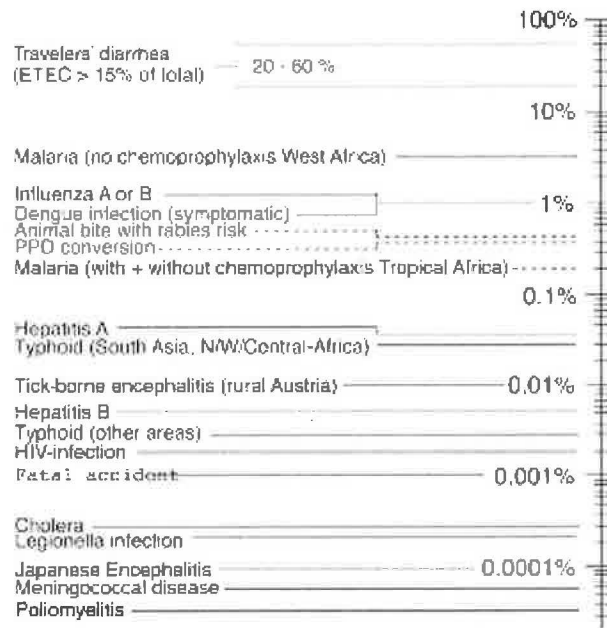 100%
Travelers' diarrhea
(ETEC > 15% of lolal)
20 - 60 %
10%
Malaria (no chemoprophylaxis West Africa)
Influenza A or B
1%
Dengue infection (symptomatic)
Animal bite with rabies risk
PPD conversion
Malaria (with + without chemoprophylaxis Tropical Africa)
0.1%
Hepatitis A
Typhoid (South Asia, N/W/Central-Africa)
Tick-borne encephalitis (rural Austria)
0.01%
Hepatitis B
Typhoid (other areas)
HIV-infection
Fatal accident
0.001%
Cholera
Legionella infection
Japanese Encephalitis
0.0001%
Meningococcal disease
Poliomyelitis